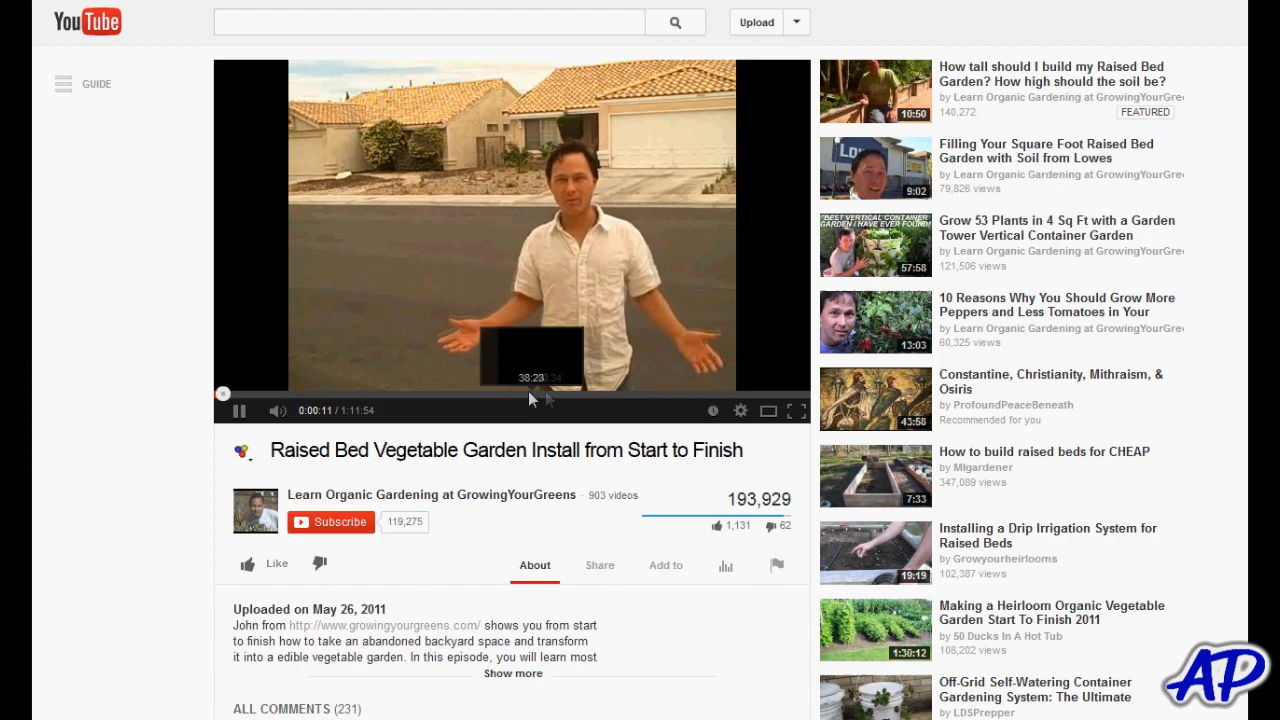 YouTube
Upload
GUIDE
38:23
0:00:11 / 1:11:54
Raised Bed Vegetable Garden Install from Start to Finish
Learn Organic Gardening at GrowingYourGreens · 903 videos
Subscribe 119,275
193,929
1,131 62
Like
About Share Add to
Uploaded on May 26, 2011
John from http://www.growingyourgreens.com/ shows you from start
to finish how to take an abandoned backyard space and transform
it into a edible vegetable garden. In this episode, you will learn most
Show more
ALL COMMENTS (231)
10:50
How tall should I build my Raised Bed
Garden? How high should the soil be?
by Learn Organic Gardening at GrowingYourGre
140,272
FEATURED
9:02
Filling Your Square Foot Raised Bed
Garden with Soil from Lowes
by Learn Organic Gardening at GrowingYourGre
79,826 views
BEST VERTICAL CONTAINER
GARDEN I HAVE EVER FOUND!
57:58
Grow 53 Plants in 4 Sq Ft with a Garden
Tower Vertical Container Garden
by Learn Organic Gardening at GrowingYourGre
121,506 views
13:03
10 Reasons Why You Should Grow More
Peppers and Less Tomatoes in Your
by Learn Organic Gardening at GrowingYourGre
60,325 views
43:58
Constantine, Christianity, Mithraism, &
Osiris
by ProfoundPeaceBeneath
Recommended for you
7:33
How to build raised beds for CHEAP
by MIgardener
347,089 views
19:19
Installing a Drip Irrigation System for
Raised Beds
by Growyourheirlooms
102,387 views
1:30:12
Making a Heirloom Organic Vegetable
Garden Start To Finish 2011
by 50 Ducks In A Hot Tub
108,202 views
Off-Grid Self-Watering Container
Gardening System: The Ultimate
by LDSPrepper
AP